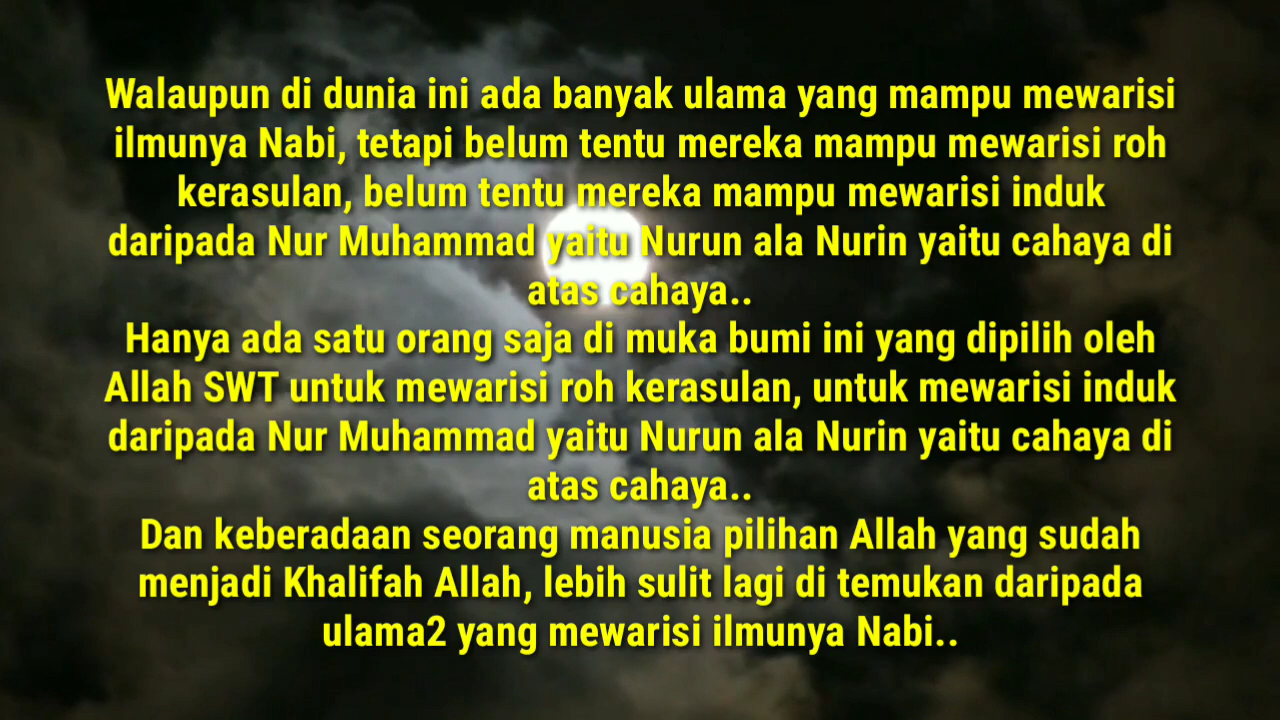 Walaupun di dunia ini ada banyak ulama yang mampu mewarisi
ilmunya Nabi, tetapi belum tentu mereka mampu mewarisi roh
kerasulan, belum tentu mereka mampu mewarisi induk
daripada Nur Muhammad yaitu Nurun ala Nurin yaitu cahaya di
atas cahaya..
Hanya ada satu orang saja di muka bumi ini yang dipilih oleh
Allah SWT untuk mewarisi roh kerasulan, untuk mewarisi induk
daripada Nur Muhammad yaitu Nurun ala Nurin yaitu cahaya di
atas cahaya..
Dan keberadaan seorang manusia pilihan Allah yang sudah
menjadi Khalifah Allah, lebih sulit lagi di temukan daripada
ulama2 yang mewarisi ilmunya Nabi..